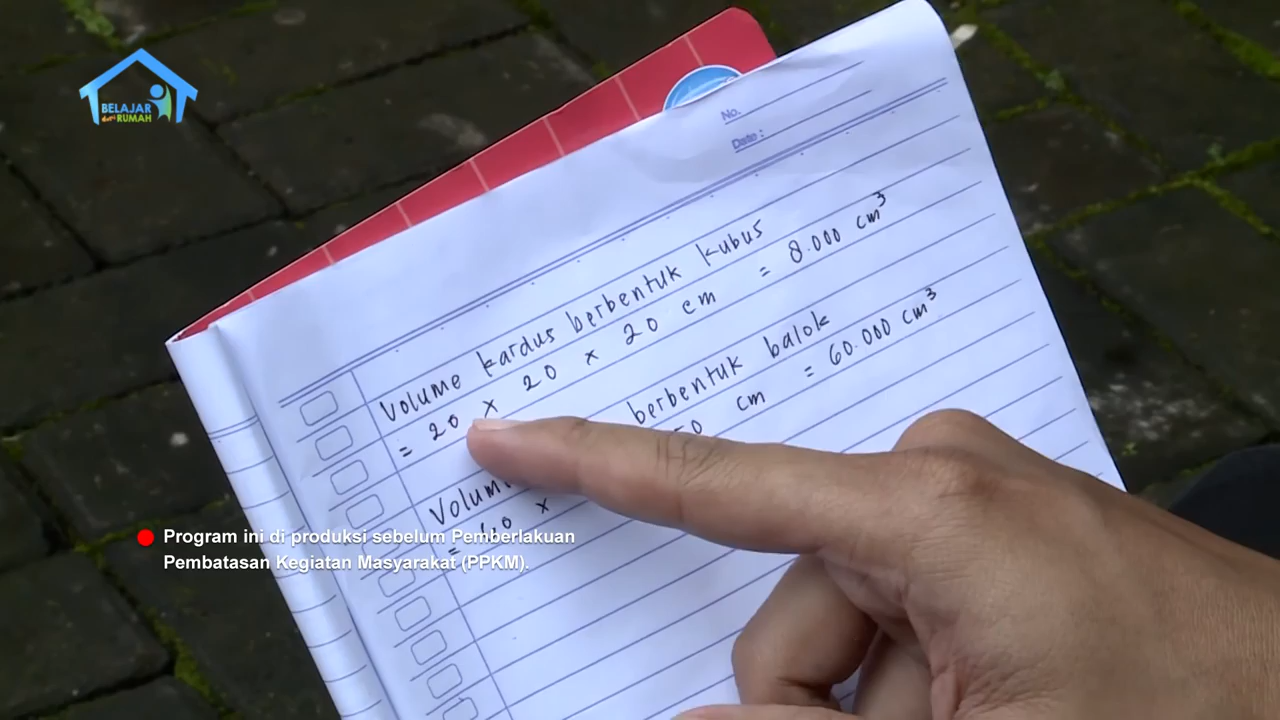 BELAJAR
dari RUMAH
No.
Date :
Volume kardus berbentuk kubus
= 20 x 20 x 20 cm = 8.000 cm³
berbentuk balok
x cm = 60.000 cm³
Program ini di produksi sebelum Pemberlakuan
Pembatasan Kegiatan Masyarakat (PPKM).